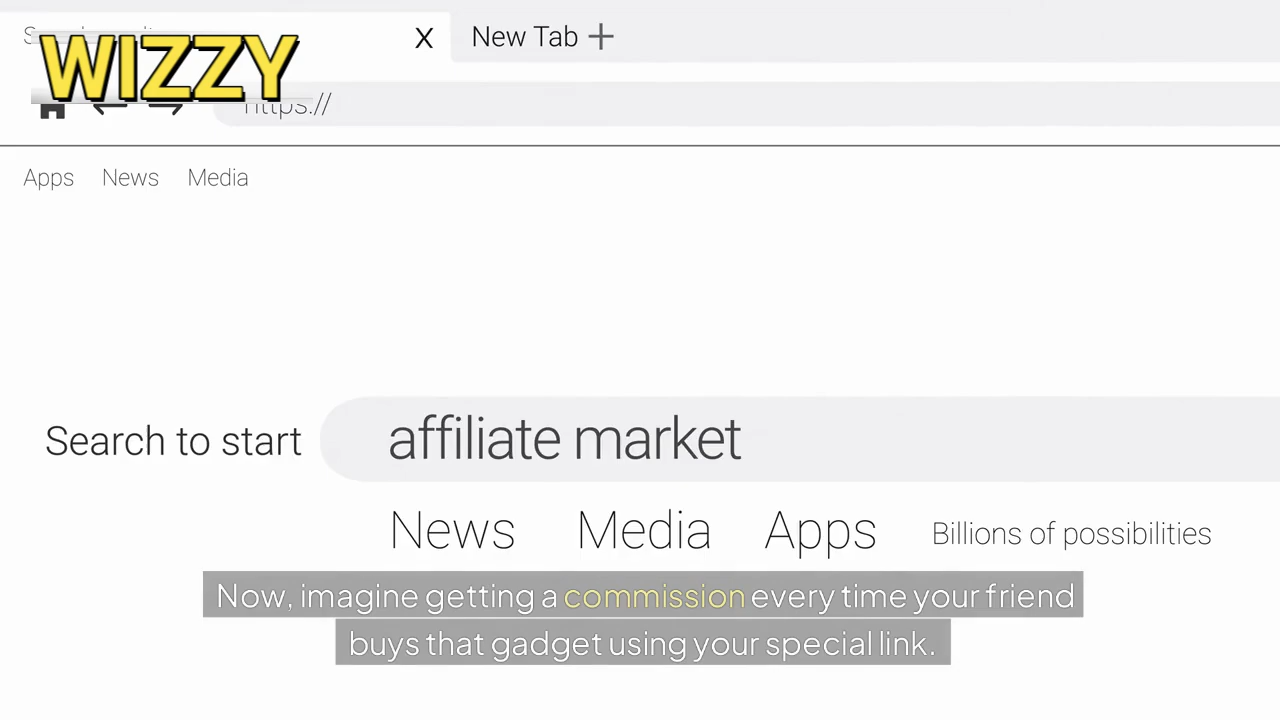 WIZZY
X New Tab +
https://
Apps News Media
Search to start affiliate market
News Media Apps Billions of possibilities
Now, imagine getting a commission every time your friend
buys that gadget using your special link.